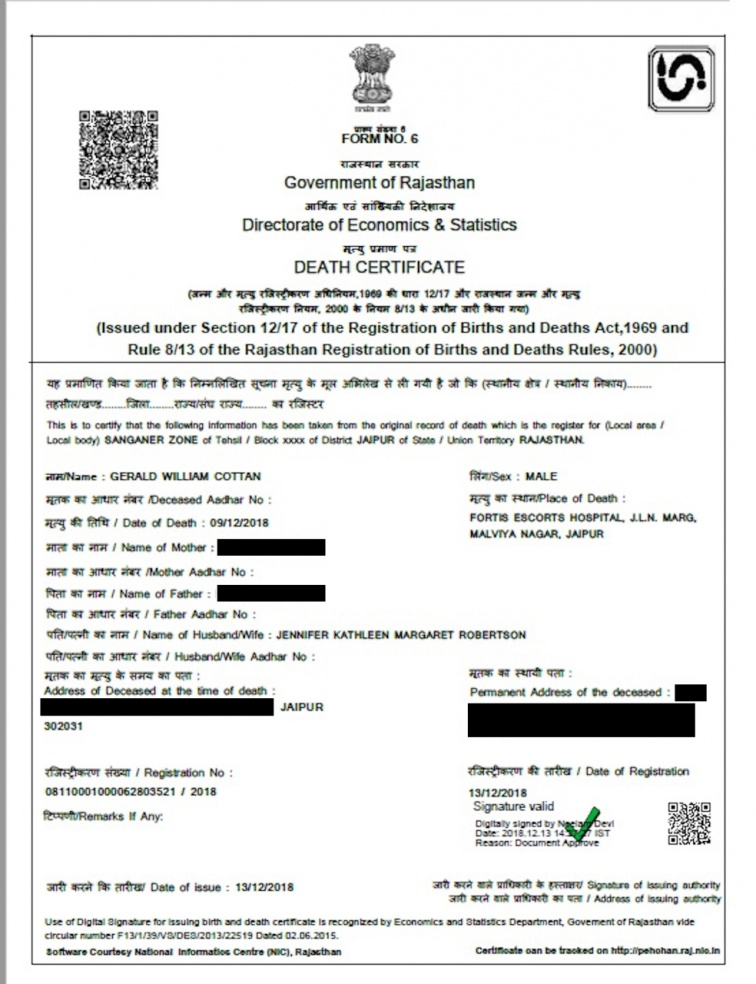 प्ररूप संख्या 6
FORM NO. 6
राजस्थान सरकार
Government of Rajasthan
आर्थिक एवं सांख्यिकी निदेशालय
Directorate of Economics & Statistics
मृत्यु प्रमाण पत्र
DEATH CERTIFICATE
(जन्म और मृत्यु रजिस्ट्रीकरण अधिनियम,1969 की धारा 12/17 और राजस्थान जन्म और मृत्यु
रजिस्ट्रीकरण नियम, 2000 के नियम 8/13 के अधीन जारी किया गया)
(Issued under Section 12/17 of the Registration of Births and Deaths Act,1969 and
Rule 8/13 of the Rajasthan Registration of Births and Deaths Rules, 2000)
यह प्रमाणित किया जाता है कि निम्नलिखित सूचना मृत्यु के मूल अभिलेख से ली गयी है जो कि (स्थानीय क्षेत्र / स्थानीय निकाय)........
तहसील/खण्ड........जिला........राज्य/संघ राज्य........ का रजिस्टर
This is to certify that the following information has been taken from the original record of death which is the register for (Local area /
Local body) SANGANER ZONE of Tehsil / Block xxxx of District JAIPUR of State / Union Territory RAJASTHAN.
नाम/Name : GERALD WILLIAM COTTAN
लिंग/Sex : MALE
मृतक का आधार नंबर /Deceased Aadhar No :
मृत्यु का स्थान/Place of Death :
मृत्यु की तिथि / Date of Death : 09/12/2018
FORTIS ESCORTS HOSPITAL, J.L.N. MARG,
MALVIYA NAGAR, JAIPUR
माता का नाम / Name of Mother :
माता का आधार नंबर /Mother Aadhar No :
पिता का नाम / Name of Father :
पिता का आधार नंबर / Father Aadhar No :
पति/पत्नी का नाम / Name of Husband/Wife : JENNIFER KATHLEEN MARGARET ROBERTSON
पति/पत्नी का आधार नंबर / Husband/Wife Aadhar No :
मृतक का मृत्यु के समय का पता :
Address of Deceased at the time of death :
JAIPUR
302031
मृतक का स्थायी पता :
Permanent Address of the deceased :
रजिस्ट्रीकरण संख्या / Registration No :
08110001000062803521 / 2018
रजिस्ट्रीकरण की तारीख / Date of Registration
13/12/2018
टिप्पणी/Remarks If Any:
Signature valid
Digitally signed by Neelam Devi
Date: 2018.12.13 14: IST
Reason: Document Approve
जारी करने कि तारीख/ Date of issue : 13/12/2018
जारी करने वाले प्राधिकारी के हस्ताक्षर/ Signature of issuing authority
जारी करने वाले प्राधिकारी का पता / Address of issuing authority
Use of Digital Signature for issuing birth and death certificate is recognized by Economics and Statistics Department, Goverment of Rajasthan vide
circular number F13/1/39/VS/DES/2013/22519 Dated 02.06.2015.
Software Courtesy National Informatics Centre (NIC), Rajasthan
Certificate can be tracked on http://pehchan.raj.nic.in